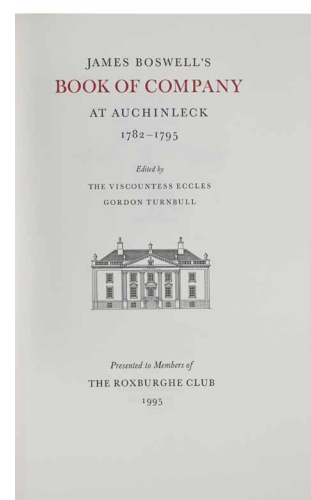 JAMES BOSWELL'S
BOOK OF COMPANY
AT AUCHINLECK
1782–1795
Edited by
THE VISCOUNTESS ECCLES
GORDON TURNBULL
Presented to Members of
THE ROXBURGHE CLUB
1995